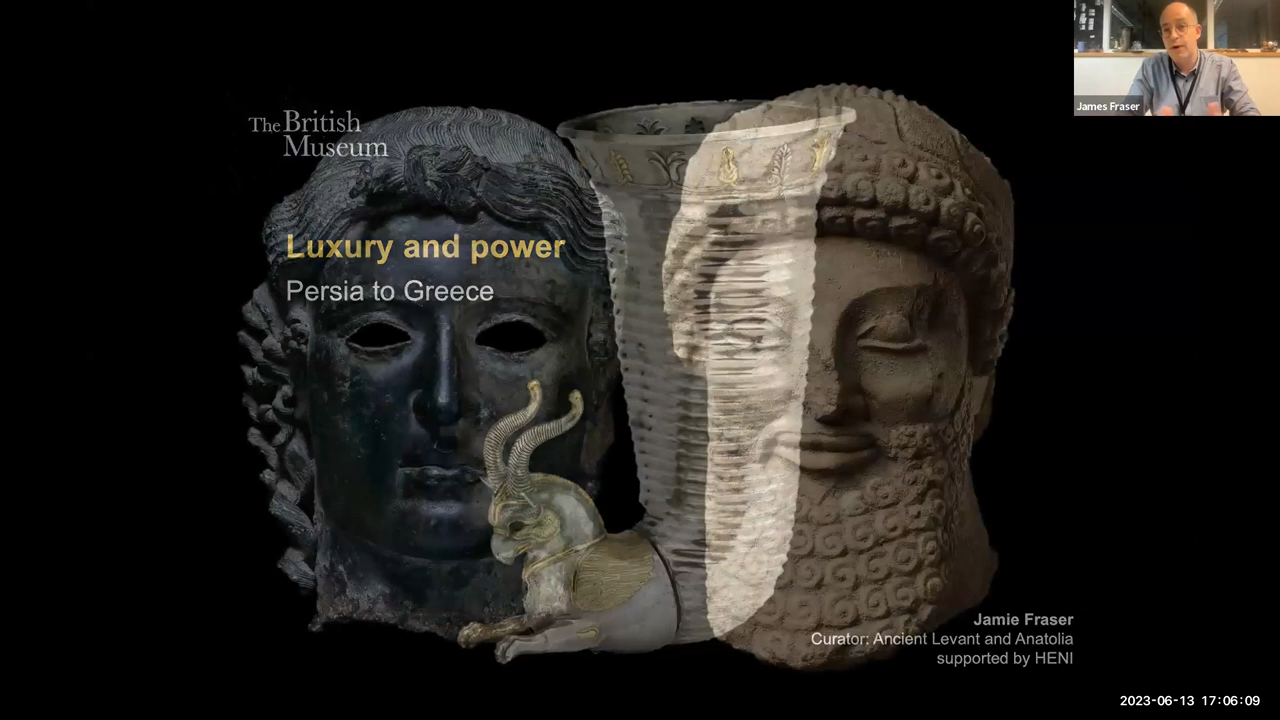 James Fraser
The British
Museum
Luxury and power
Persia to Greece
Jamie Fraser
Curator: Ancient Levant and Anatolia
supported by HENI
2023-06-13 17:06:09